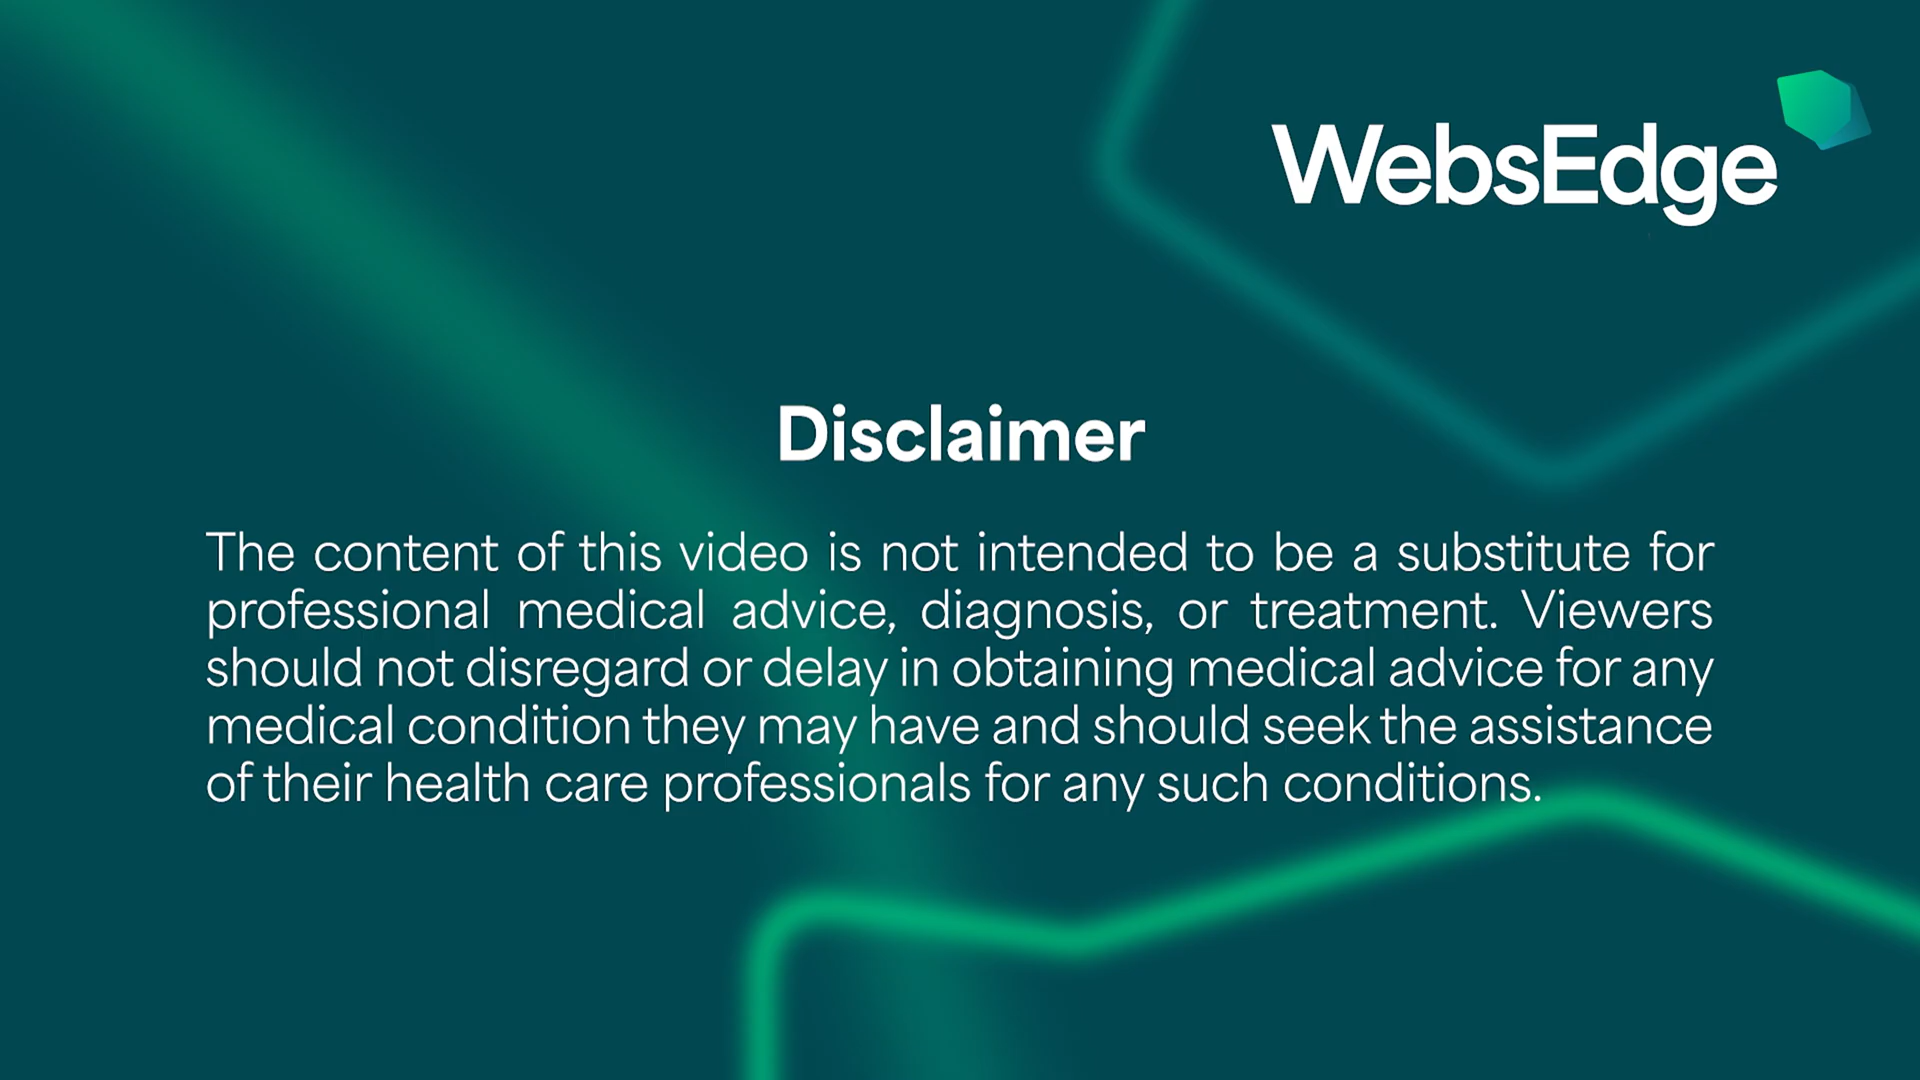 WebsEdge
Disclaimer
The content of this video is not intended to be a substitute for
professional medical advice, diagnosis, or treatment. Viewers
should not disregard or delay in obtaining medical advice for any
medical condition they may have and should seek the assistance
of their health care professionals for any such conditions.